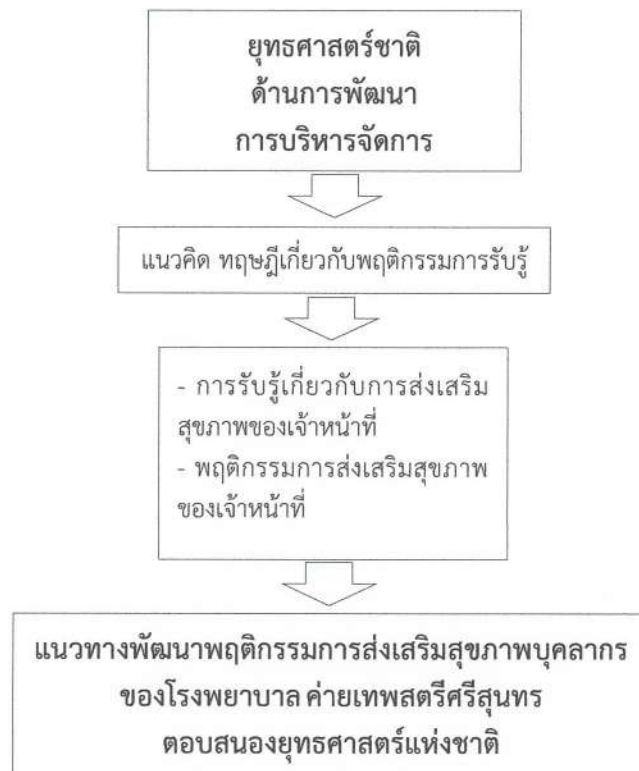 ยุทธศาสตร์ชาติ
ด้านการพัฒนา
การบริหารจัดการ
แนวคิด ทฤษฎีเกี่ยวกับพฤติกรรมการรับรู้
- การรับรู้เกี่ยวกับการส่งเสริม
สุขภาพของเจ้าหน้าที่
- พฤติกรรมการส่งเสริมสุขภาพ
ของเจ้าหน้าที่
แนวทางพัฒนาพฤติกรรมการส่งเสริมสุขภาพบุคลากร
ของโรงพยาบาล ค่ายเทพสตรีศรีสุนทร
ตอบสนองยุทธศาสตร์แห่งชาติ